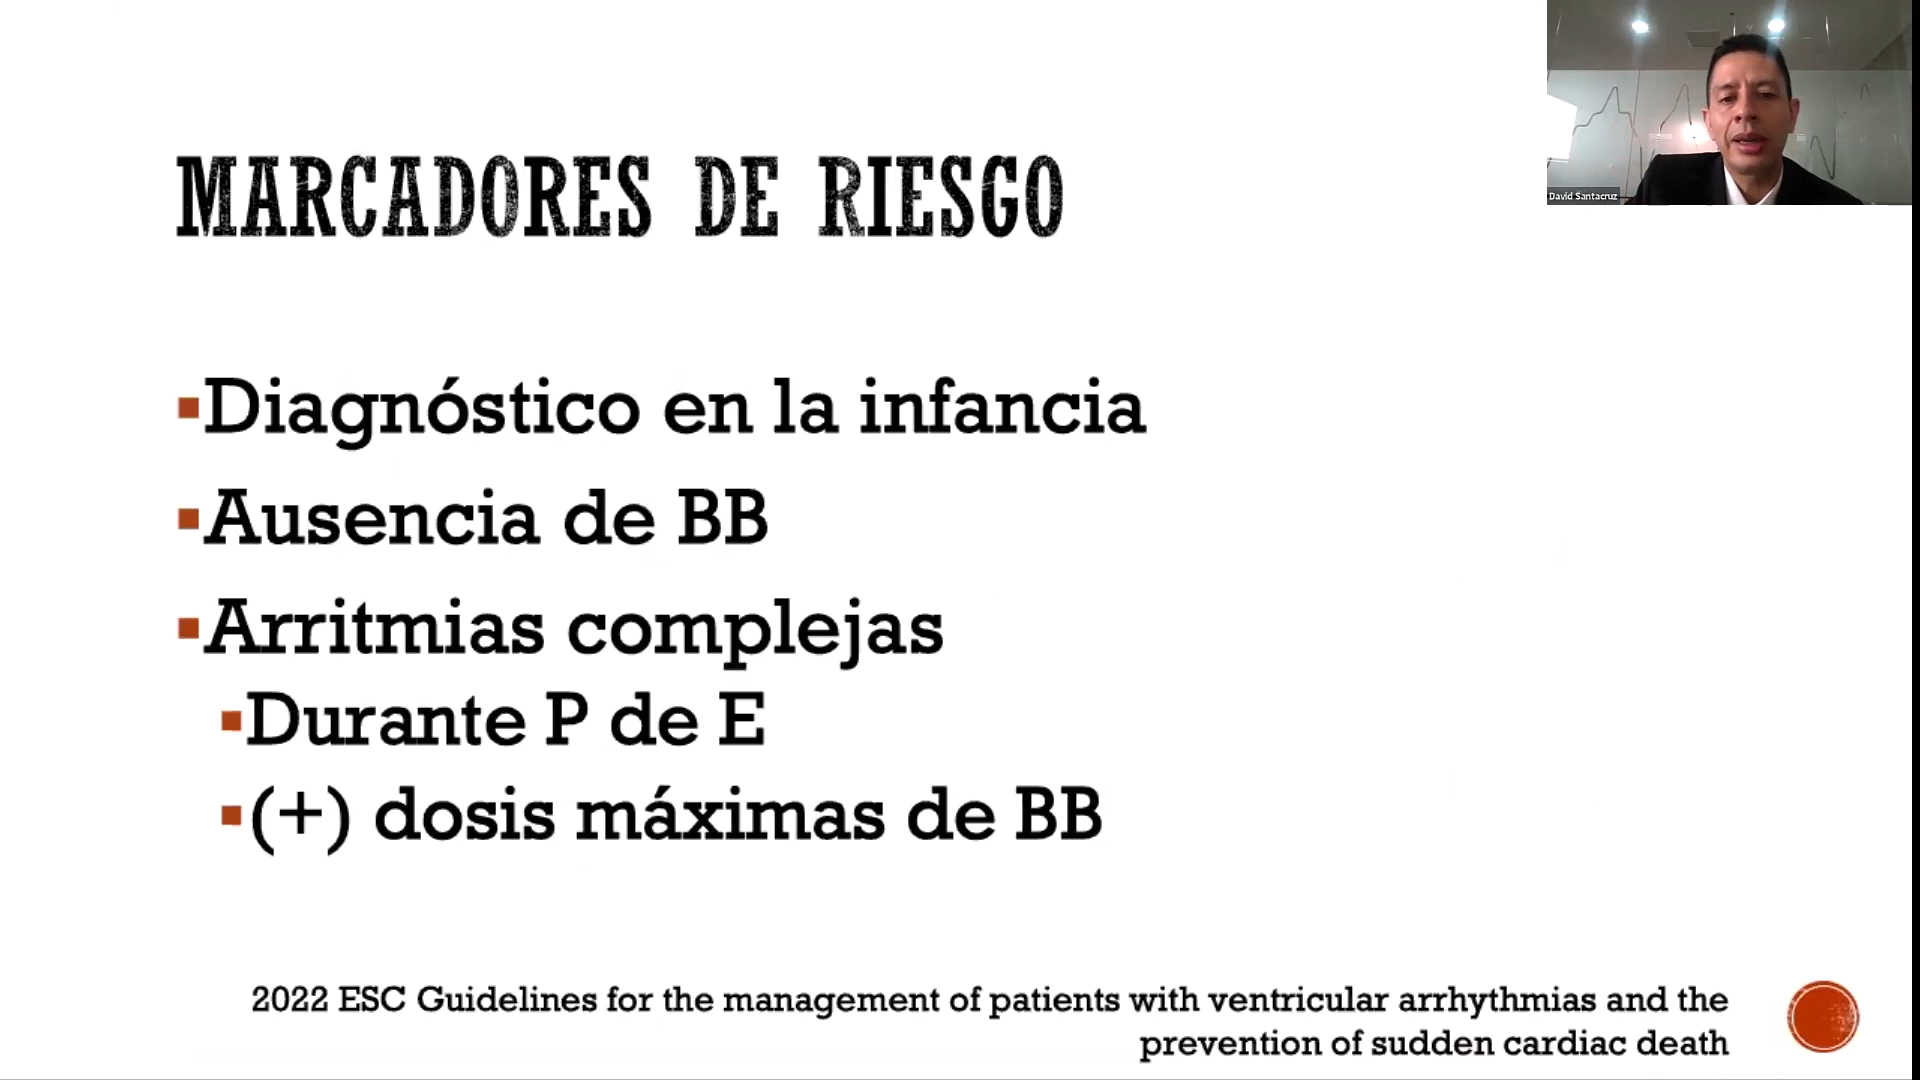 MARCADORES DE RIESGO
Diagnóstico en la infancia
Ausencia de BB
Arritmias complejas
Durante P de E
(+) dosis máximas de BB
2022 ESC Guidelines for the management of patients with ventricular arrhythmias and the
prevention of sudden cardiac death
David Santacruz